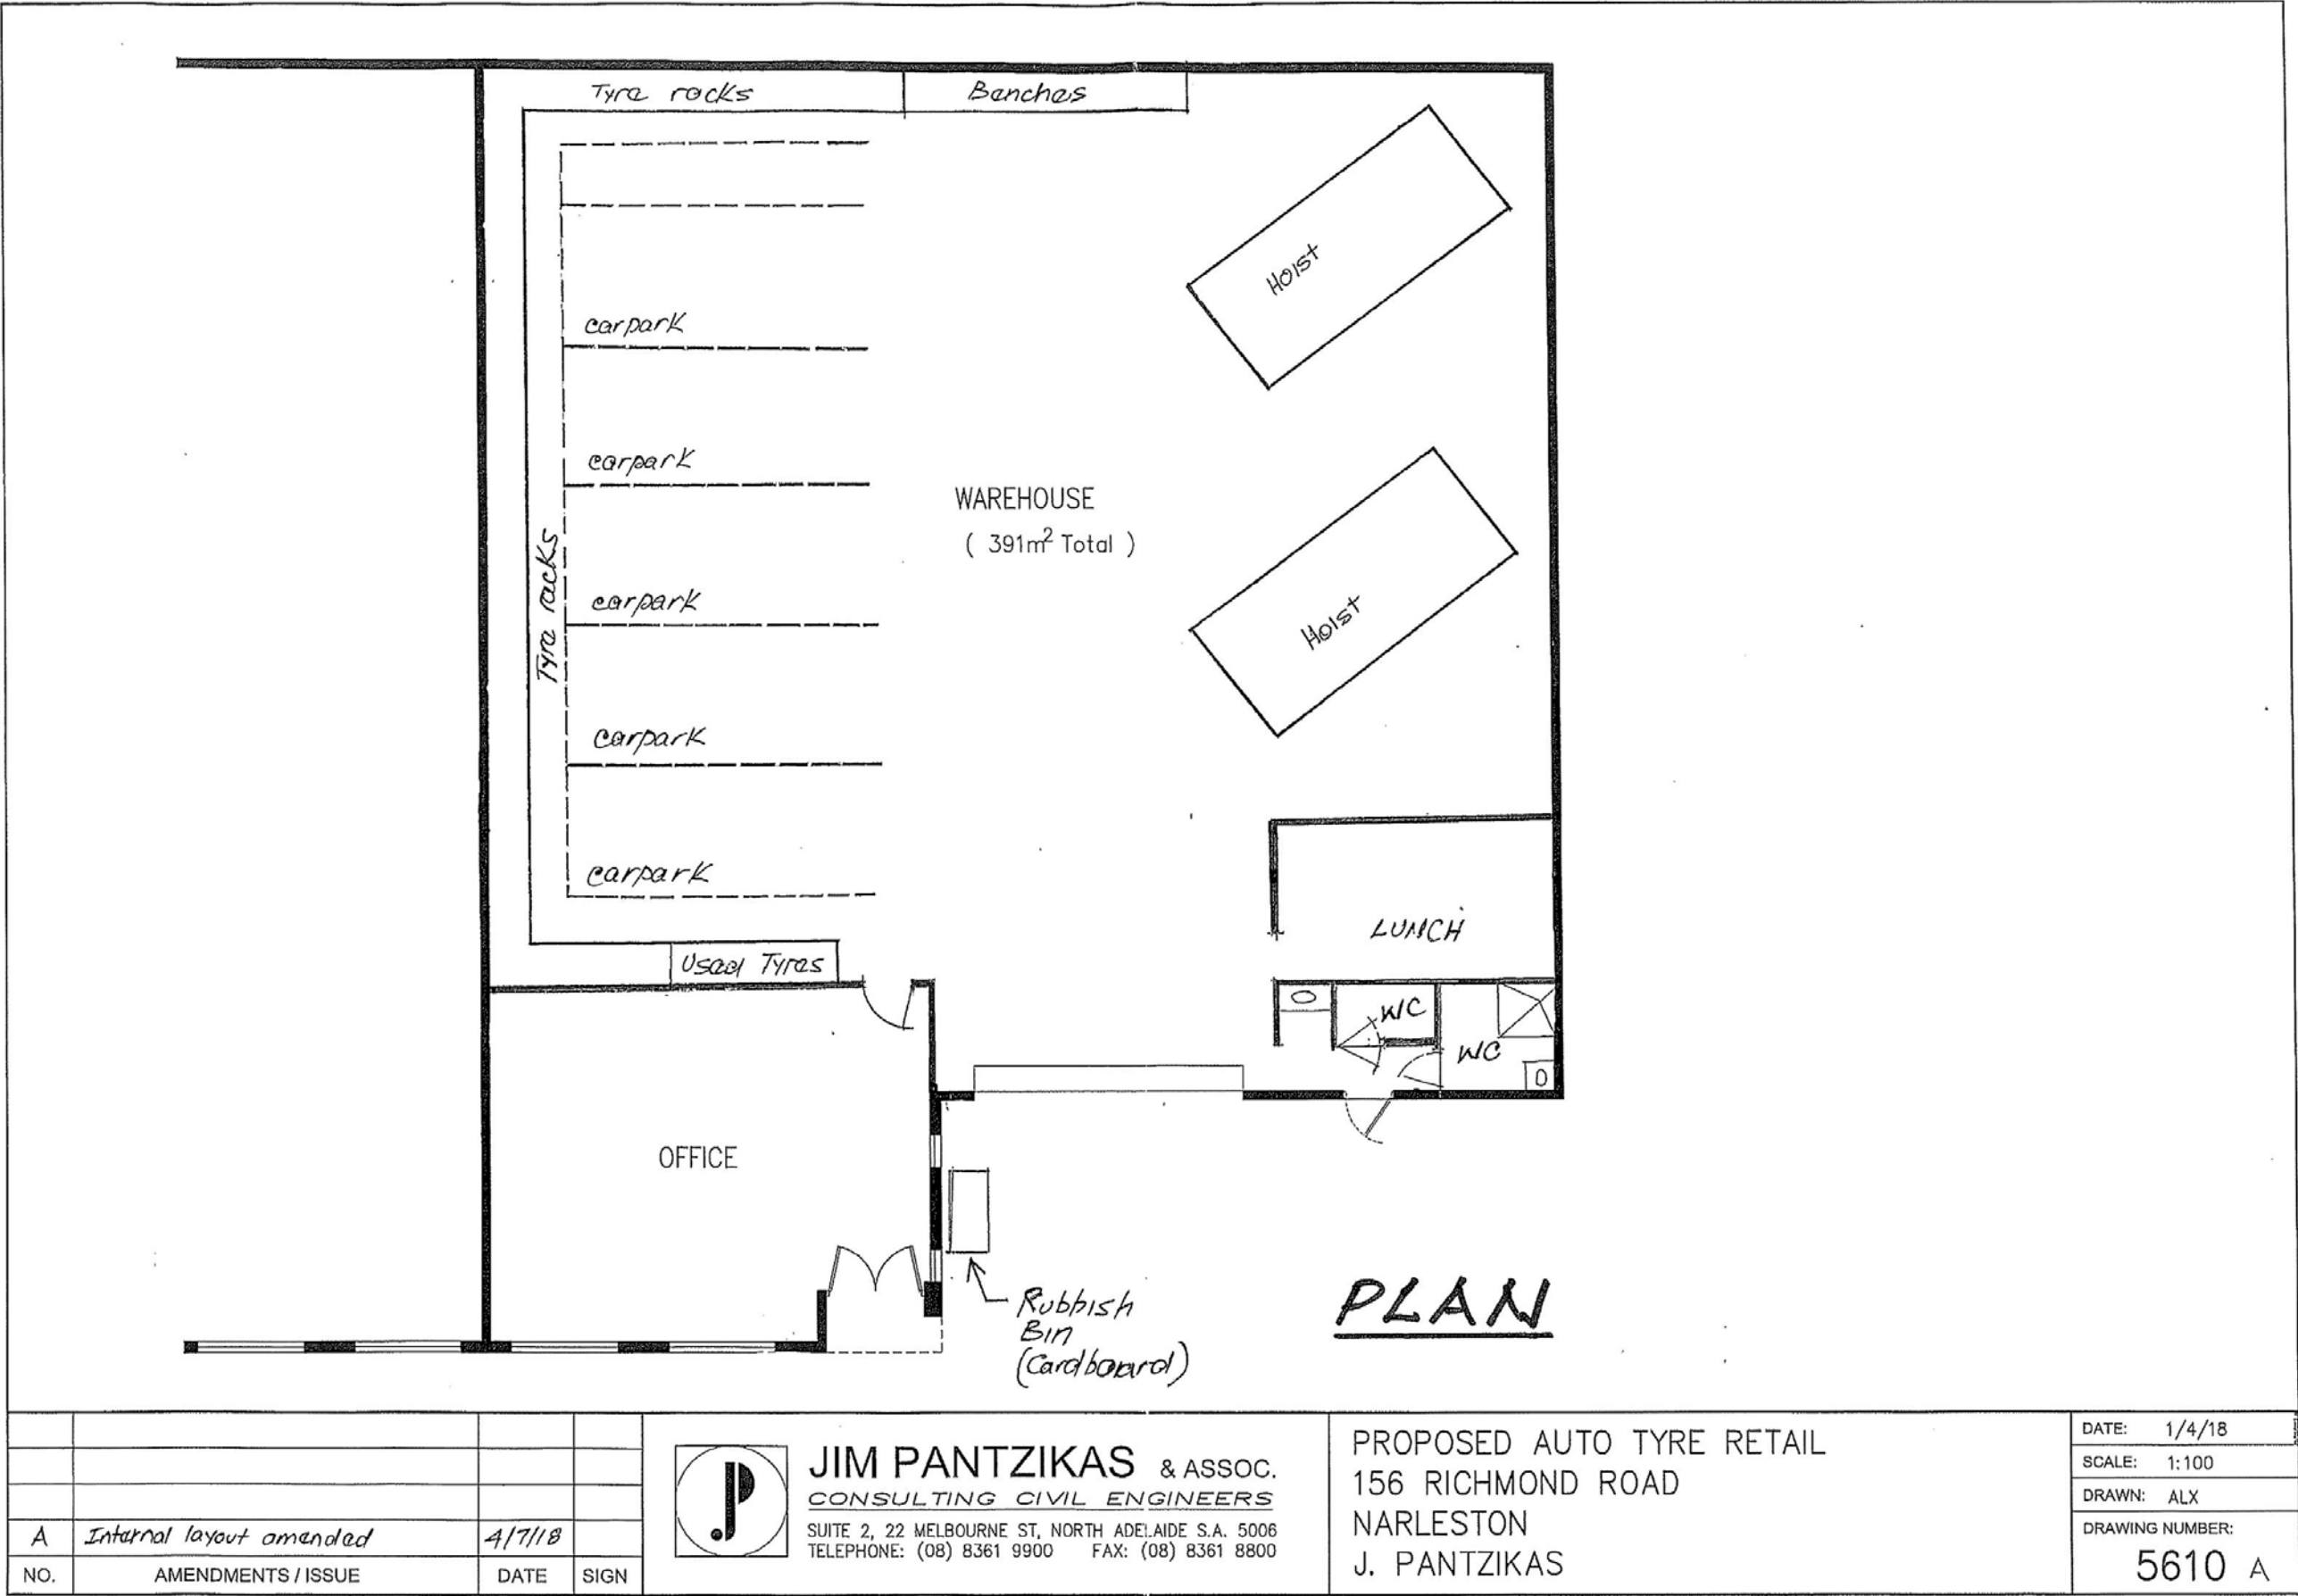 Tyre racks
Benches
Hoist
carpark
carpark
WAREHOUSE
( 391m² Total )
Tyre racks
carpark
Hoist
carpark
carpark
LUNCH
Used Tyres
WC
WC
OFFICE
Rubbish
Bin
(Cardboard)
PLAN
A Internal layout amended 4/7/18
NO. AMENDMENTS / ISSUE DATE SIGN
JIM PANTZIKAS & ASSOC.
CONSULTING CIVIL ENGINEERS
SUITE 2, 22 MELBOURNE ST, NORTH ADELAIDE S.A. 5006
TELEPHONE: (08) 8361 9900 FAX: (08) 8361 8800
PROPOSED AUTO TYRE RETAIL
156 RICHMOND ROAD
NARLESTON
J. PANTZIKAS
DATE: 1/4/18
SCALE: 1:100
DRAWN: ALX
DRAWING NUMBER:
5610 A